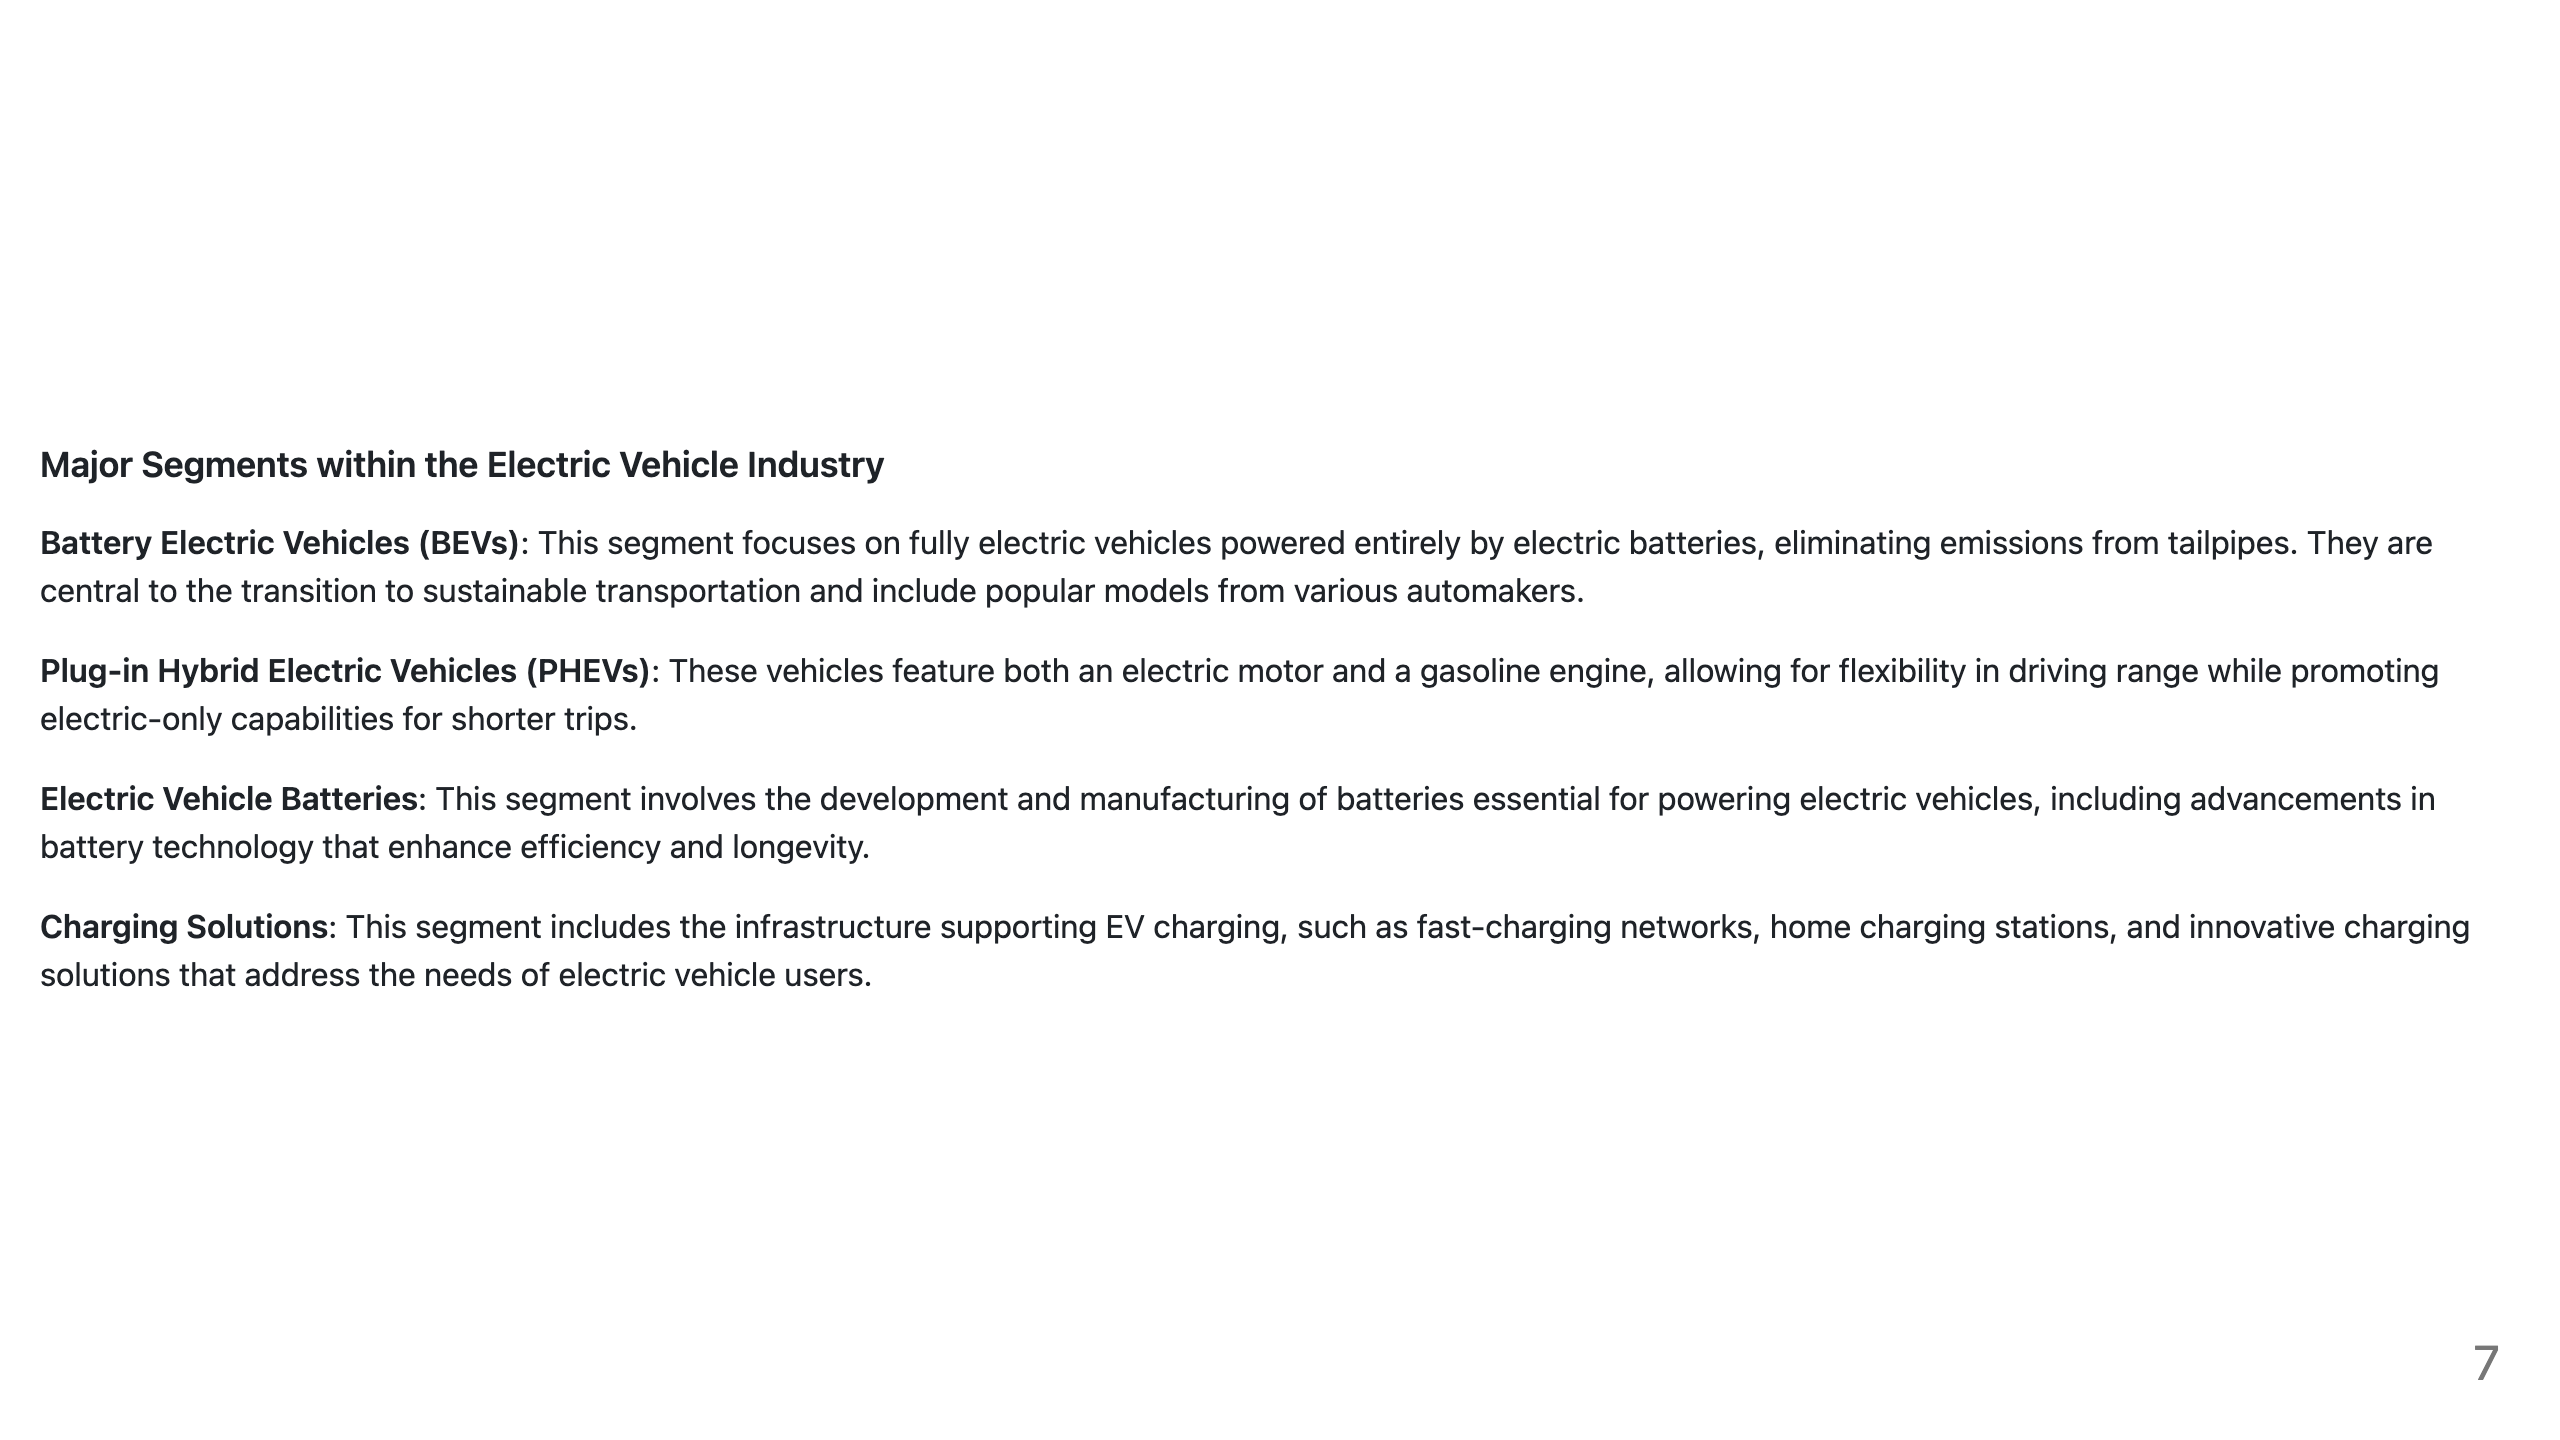 Major Segments within the Electric Vehicle Industry
Battery Electric Vehicles (BEVs): This segment focuses on fully electric vehicles powered entirely by electric batteries, eliminating emissions from tailpipes. They are
central to the transition to sustainable transportation and include popular models from various automakers.
Plug-in Hybrid Electric Vehicles (PHEVs): These vehicles feature both an electric motor and a gasoline engine, allowing for flexibility in driving range while promoting
electric-only capabilities for shorter trips.
Electric Vehicle Batteries: This segment involves the development and manufacturing of batteries essential for powering electric vehicles, including advancements in
battery technology that enhance efficiency and longevity.
Charging Solutions: This segment includes the infrastructure supporting EV charging, such as fast-charging networks, home charging stations, and innovative charging
solutions that address the needs of electric vehicle users.
7